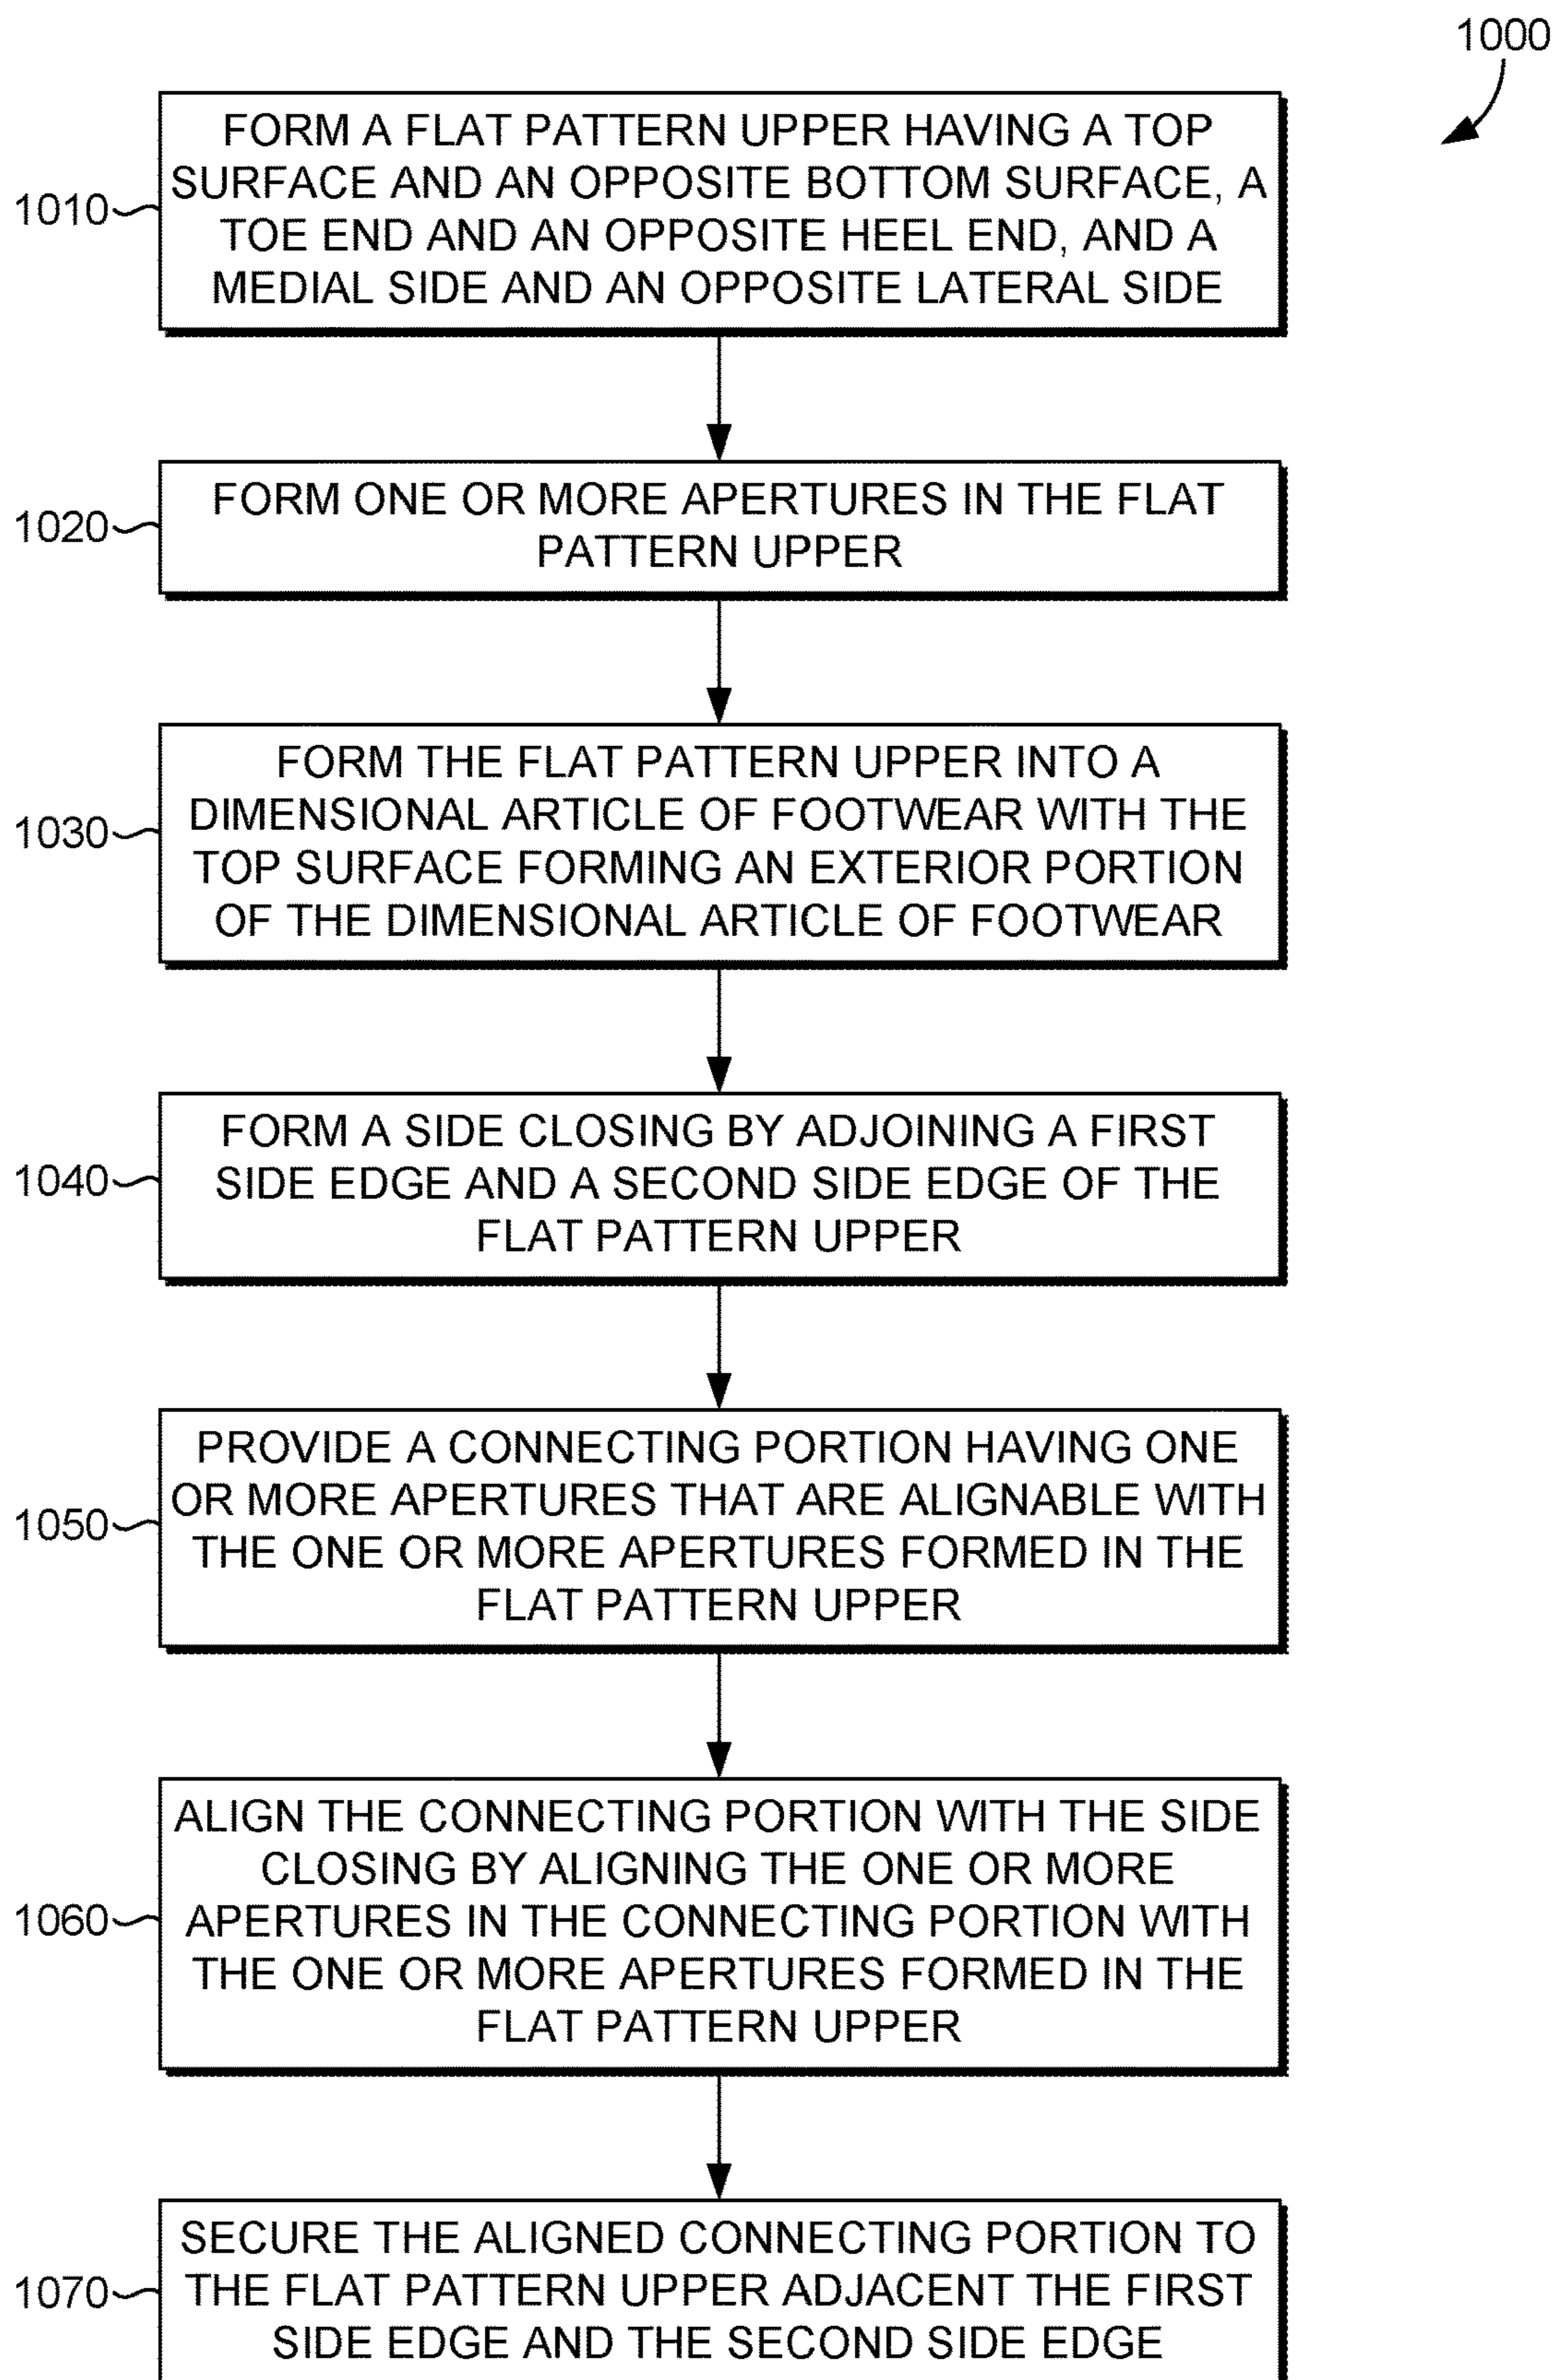 1000
FORM A FLAT PATTERN UPPER HAVING A TOP
SURFACE AND AN OPPOSITE BOTTOM SURFACE, A
TOE END AND AN OPPOSITE HEEL END, AND A
MEDIAL SIDE AND AN OPPOSITE LATERAL SIDE
1010
FORM ONE OR MORE APERTURES IN THE FLAT
PATTERN UPPER
1020
FORM THE FLAT PATTERN UPPER INTO A
DIMENSIONAL ARTICLE OF FOOTWEAR WITH THE
TOP SURFACE FORMING AN EXTERIOR PORTION
OF THE DIMENSIONAL ARTICLE OF FOOTWEAR
1030
FORM A SIDE CLOSING BY ADJOINING A FIRST
SIDE EDGE AND A SECOND SIDE EDGE OF THE
FLAT PATTERN UPPER
1040
PROVIDE A CONNECTING PORTION HAVING ONE
OR MORE APERTURES THAT ARE ALIGNABLE WITH
THE ONE OR MORE APERTURES FORMED IN THE
FLAT PATTERN UPPER
1050
ALIGN THE CONNECTING PORTION WITH THE SIDE
CLOSING BY ALIGNING THE ONE OR MORE
APERTURES IN THE CONNECTING PORTION WITH
THE ONE OR MORE APERTURES FORMED IN THE
FLAT PATTERN UPPER
1060
SECURE THE ALIGNED CONNECTING PORTION TO
THE FLAT PATTERN UPPER ADJACENT THE FIRST
SIDE EDGE AND THE SECOND SIDE EDGE
1070